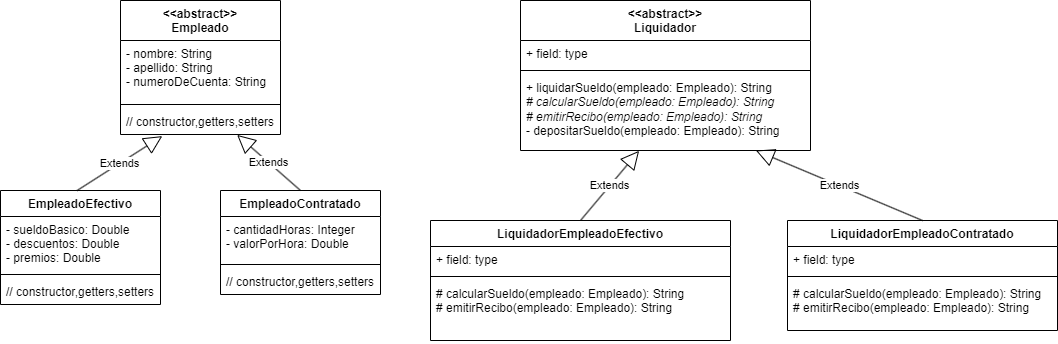 <<abstract>>
Empleado
- nombre: String
- apellido: String
- numeroDeCuenta: String
// constructor,getters,setters
Extends
Extends
EmpleadoEfectivo
- sueldoBasico: Double
- descuentos: Double
- premios: Double
// constructor,getters,setters
EmpleadoContratado
- cantidadHoras: Integer
- valorPorHora: Double
// constructor,getters,setters
<<abstract>>
Liquidador
+ field: type
+ liquidarSueldo(empleado: Empleado): String
# calcularSueldo(empleado: Empleado): String
# emitirRecibo(empleado: Empleado): String
- depositarSueldo(empleado: Empleado): String
Extends
Extends
LiquidadorEmpleadoEfectivo
+ field: type
# calcularSueldo(empleado: Empleado): String
# emitirRecibo(empleado: Empleado): String
LiquidadorEmpleadoContratado
+ field: type
# calcularSueldo(empleado: Empleado): String
# emitirRecibo(empleado: Empleado): String